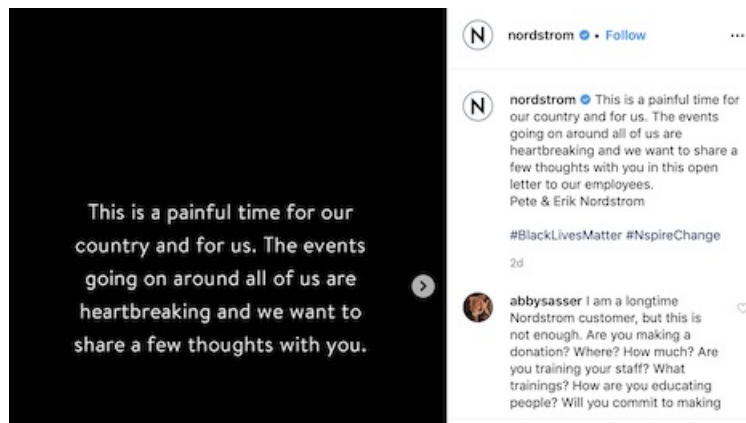 This is a painful time for our
country and for us. The events
going on around all of us are
heartbreaking and we want to
share a few thoughts with you.
N
nordstrom • Follow
N
nordstrom This is a painful time for
our country and for us. The events
going on around all of us are
heartbreaking and we want to share a
few thoughts with you in this open
letter to our employees.
Pete & Erik Nordstrom
#BlackLivesMatter #NspireChange
2d
abbysasser I am a longtime
Nordstrom customer, but this is
not enough. Are you making a
donation? Where? How much? Are
you training your staff? What
trainings? How are you educating
people? Will you commit to making